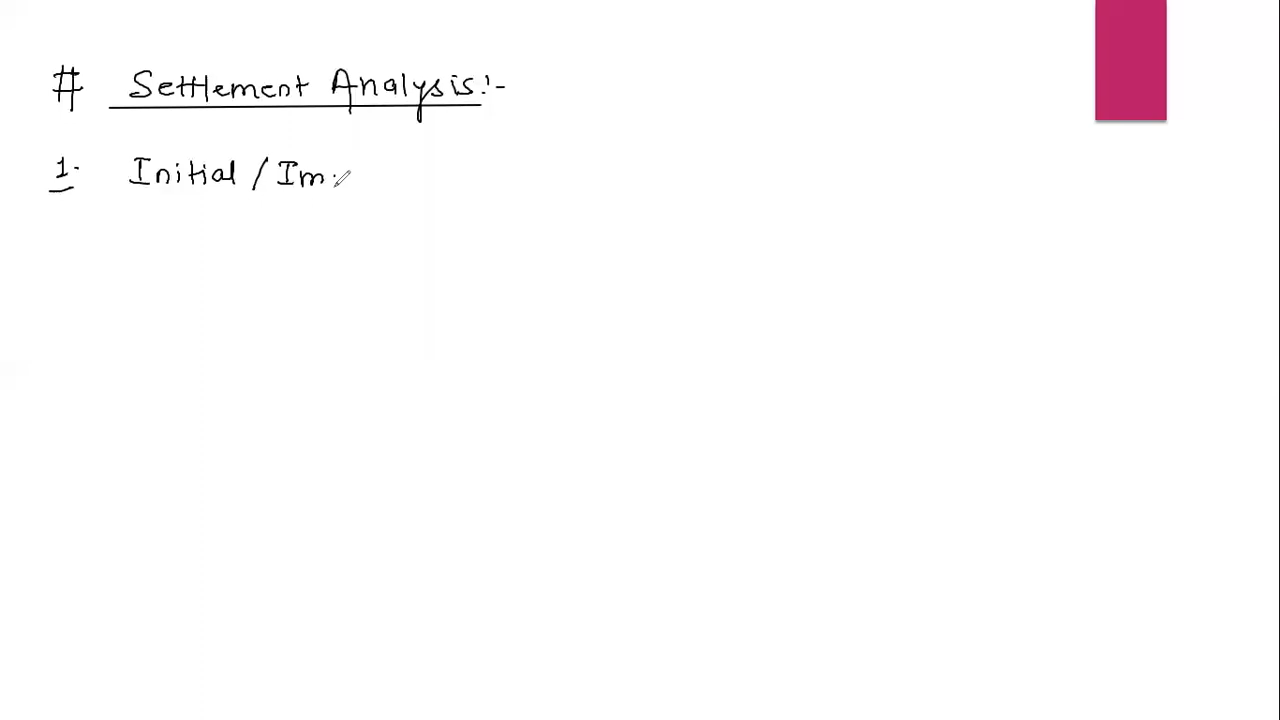 # Settlement Analysis:-
1. Initial / Im